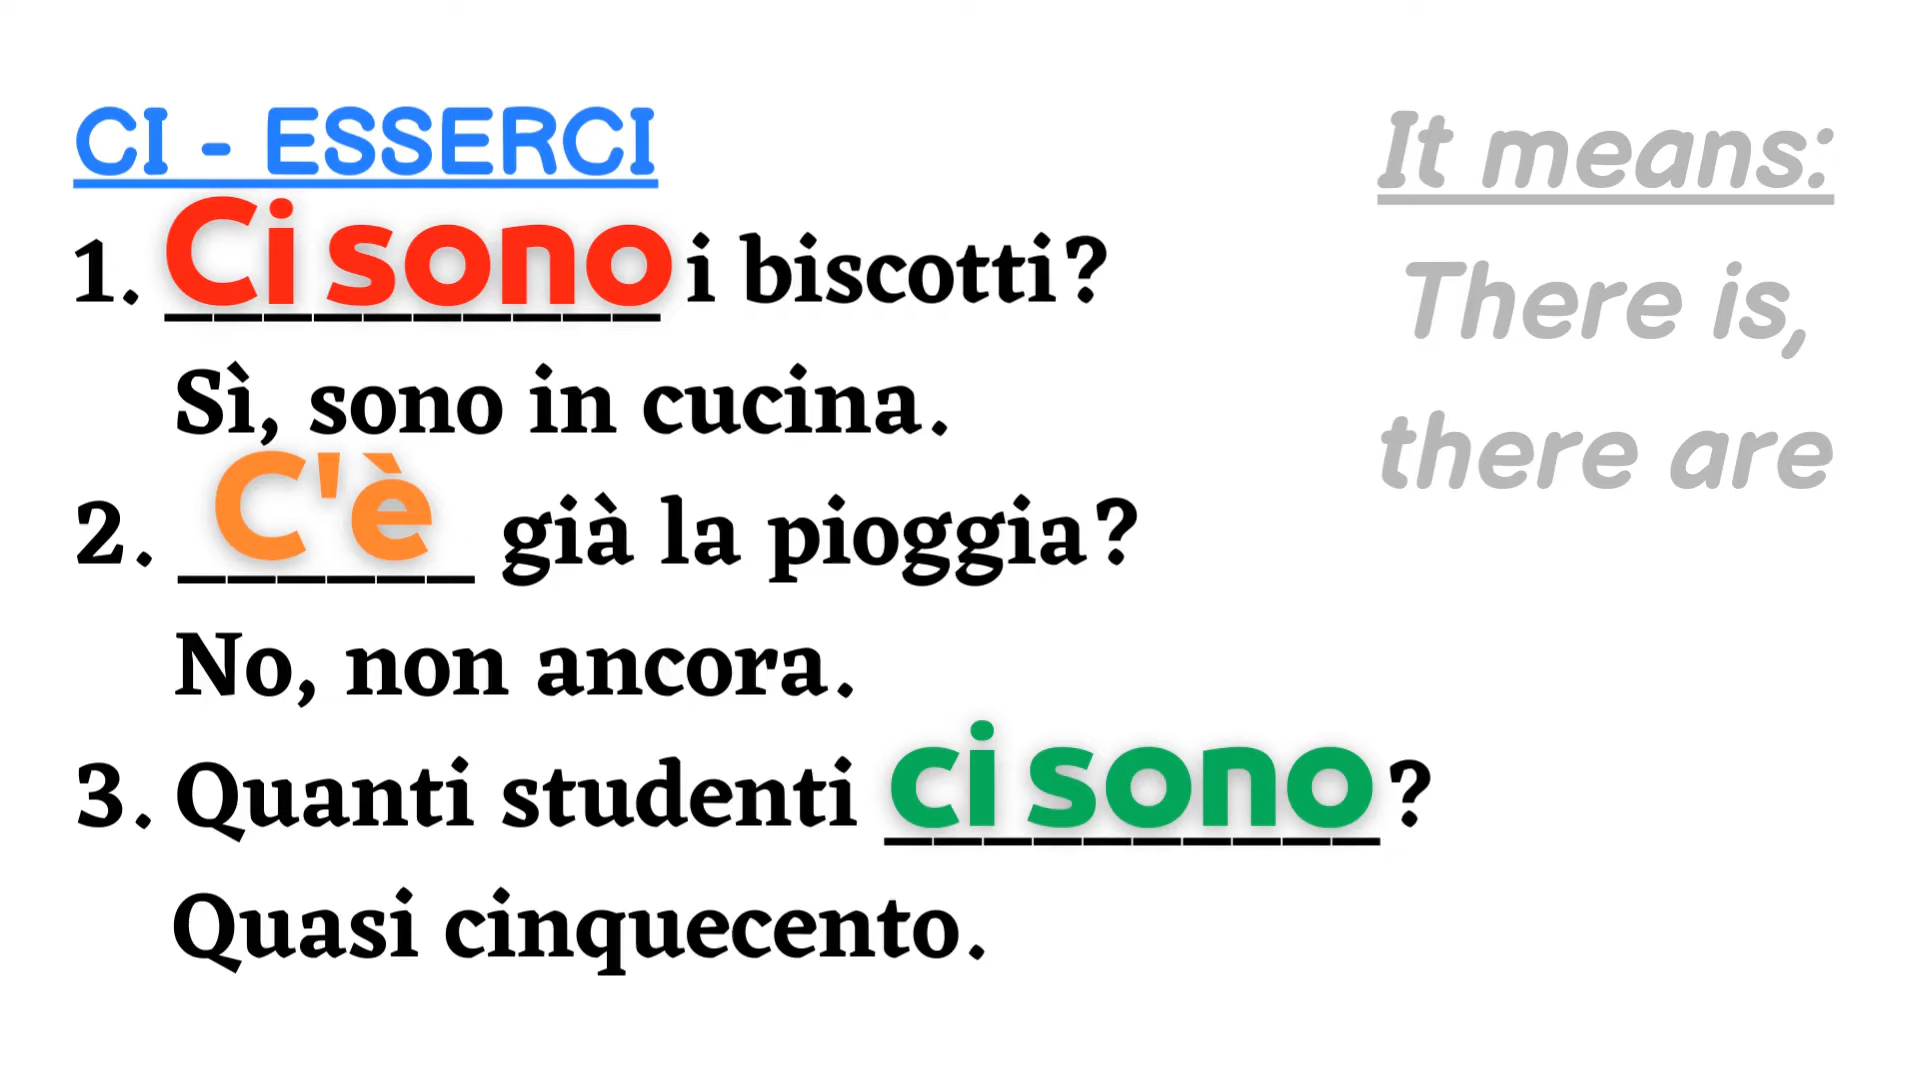 CI - ESSERCI
1. Ci sono i biscotti?
Sì, sono in cucina.
2. C'è già la pioggia?
No, non ancora.
3. Quanti studenti ci sono?
Quasi cinquecento.
It means:
There is,
there are